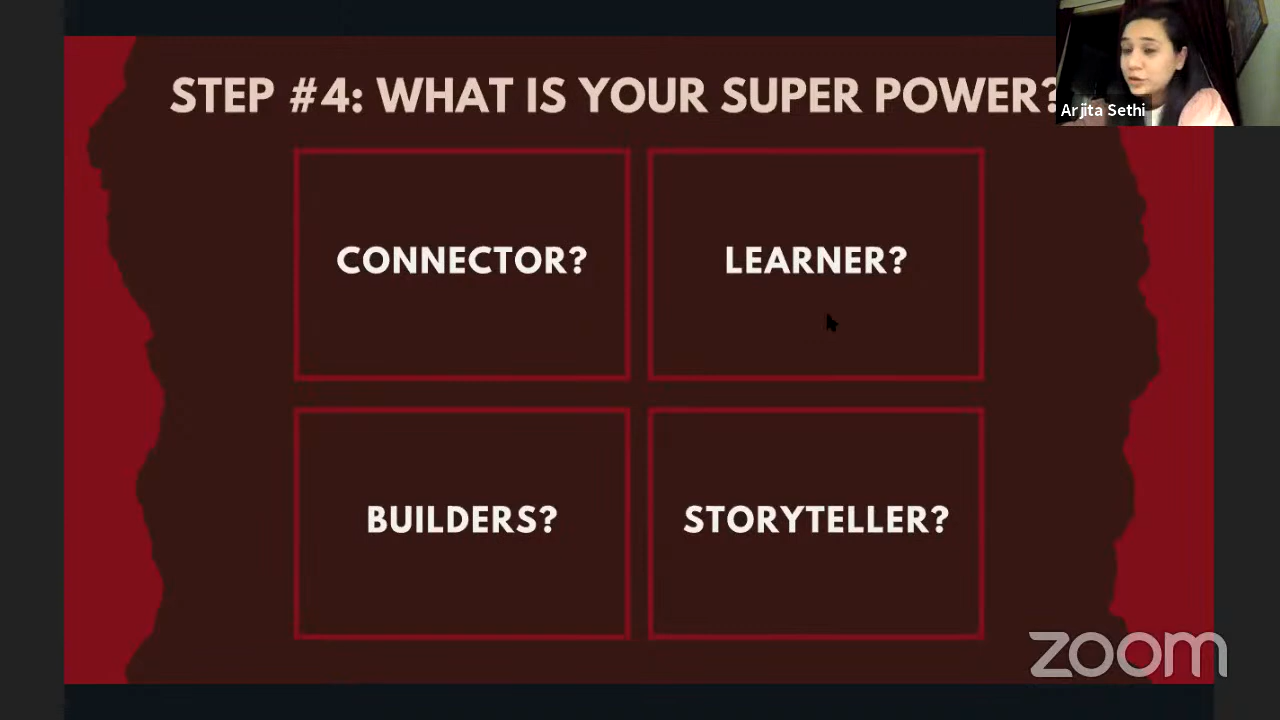 STEP #4: WHAT IS YOUR SUPER POWER?
Arjita Sethi
CONNECTOR?
LEARNER?
BUILDERS?
STORYTELLER?
zoom